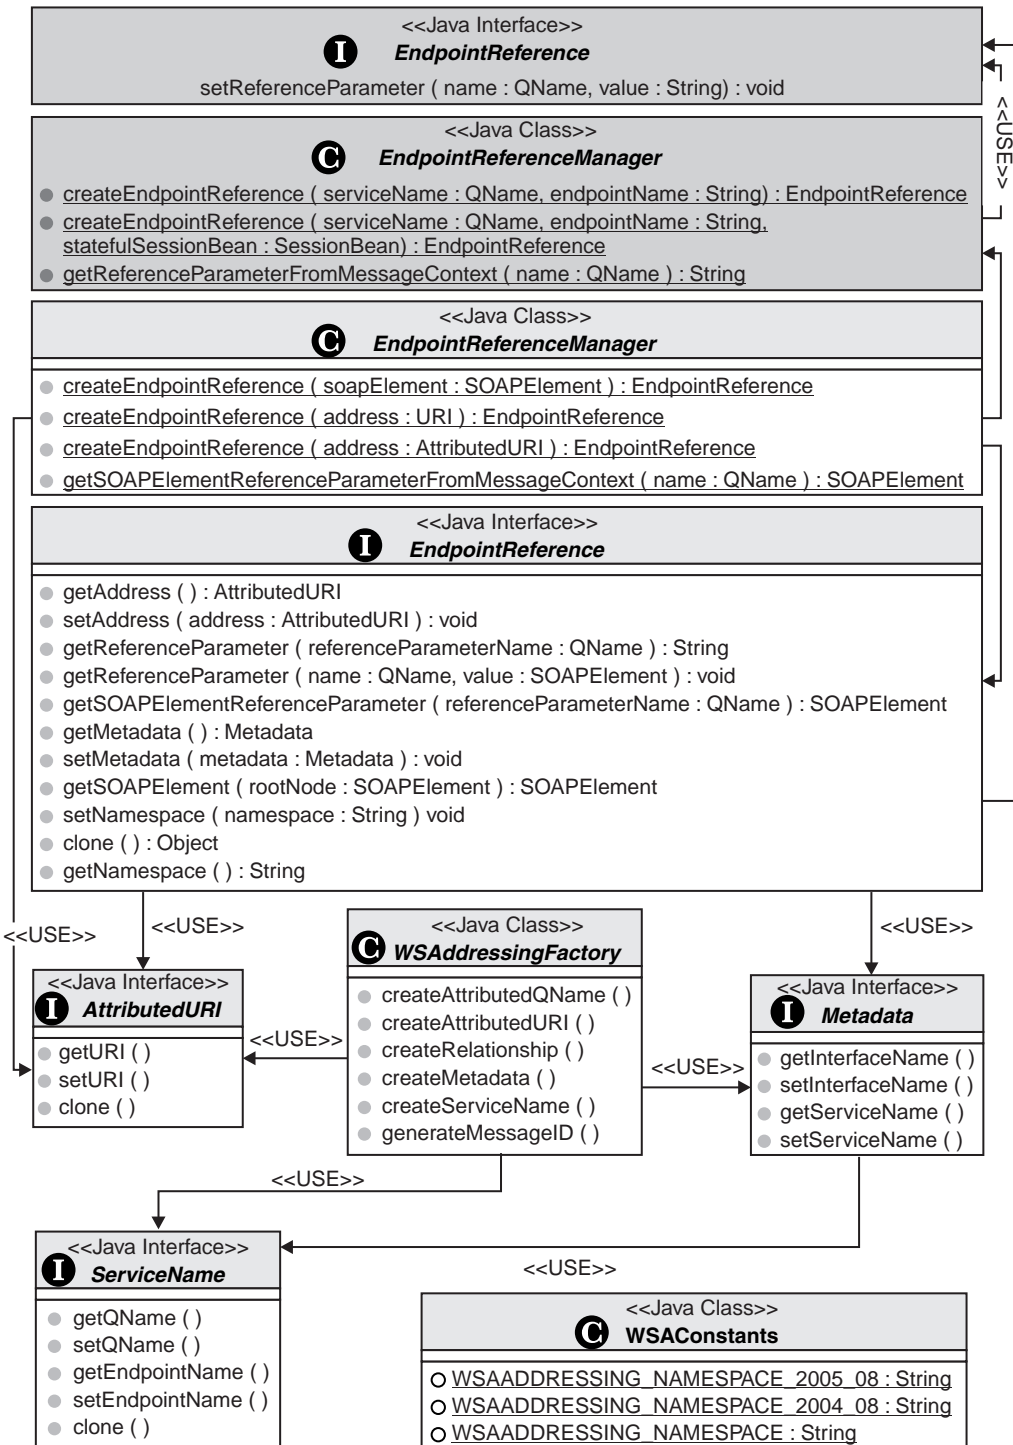 <<Java Interface>>
I EndpointReference
setReferenceParameter ( name : QName, value : String) : void
<<USE>>
<<Java Class>>
C EndpointReferenceManager
createEndpointReference ( serviceName : QName, endpointName : String) : EndpointReference
createEndpointReference ( serviceName : QName, endpointName : String,
statefulSessionBean : SessionBean) : EndpointReference
getReferenceParameterFromMessageContext ( name : QName ) : String
<<Java Class>>
C EndpointReferenceManager
createEndpointReference ( soapElement : SOAPElement ) : EndpointReference
createEndpointReference ( address : URI ) : EndpointReference
createEndpointReference ( address : AttributedURI ) : EndpointReference
getSOAPElementReferenceParameterFromMessageContext ( name : QName ) : SOAPElement
<<Java Interface>>
I EndpointReference
getAddress ( ) : AttributedURI
setAddress ( address : AttributedURI ) : void
getReferenceParameter ( referenceParameterName : QName ) : String
getReferenceParameter ( name : QName, value : SOAPElement ) : void
getSOAPElementReferenceParameter ( referenceParameterName : QName ) : SOAPElement
getMetadata ( ) : Metadata
setMetadata ( metadata : Metadata ) : void
getSOAPElement ( rootNode : SOAPElement ) : SOAPElement
setNamespace ( namespace : String ) void
clone ( ) : Object
getNamespace ( ) : String
<<USE>>
<<USE>>
<<USE>>
<<Java Class>>
C WSAddressingFactory
createAttributedQName ( )
createAttributedURI ( )
createRelationship ( )
createMetadata ( )
createServiceName ( )
generateMessageID ( )
<<Java Interface>>
I AttributedURI
getURI ( )
setURI ( )
clone ( )
<<USE>>
<<USE>>
<<Java Interface>>
I Metadata
getInterfaceName ( )
setInterfaceName ( )
getServiceName ( )
setServiceName ( )
<<USE>>
<<USE>>
<<Java Interface>>
I ServiceName
getQName ( )
setQName ( )
getEndpointName ( )
setEndpointName ( )
clone ( )
<<Java Class>>
C WSAConstants
WSAADDRESSING_NAMESPACE_2005_08 : String
WSAADDRESSING_NAMESPACE_2004_08 : String
WSAADDRESSING_NAMESPACE : String